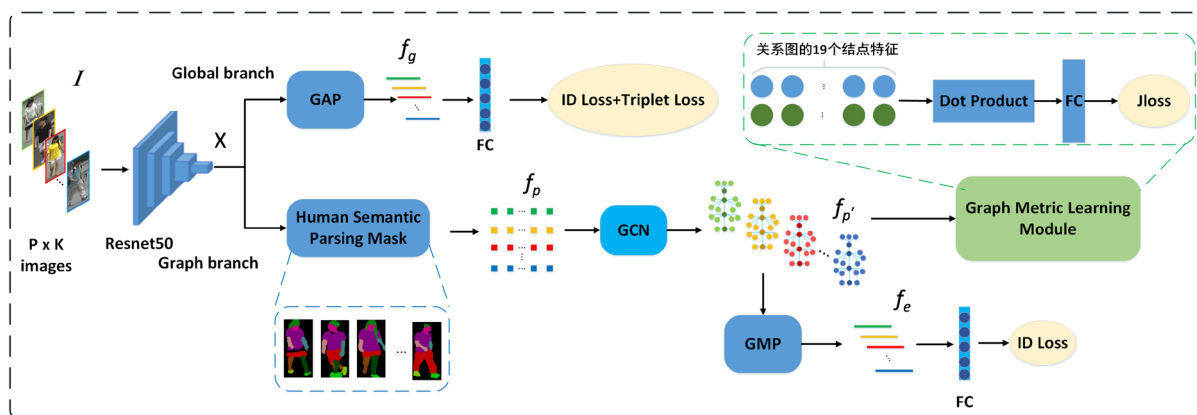 I
P x K
images
Resnet50
X
Global branch
Graph branch
GAP
f_g
FC
ID Loss+Triplet Loss
关系图的19个结点特征
Dot Product
FC
Jloss
Human Semantic
Parsing Mask
f_p
GCN
f_p'
Graph Metric Learning
Module
GMP
f_e
FC
ID Loss